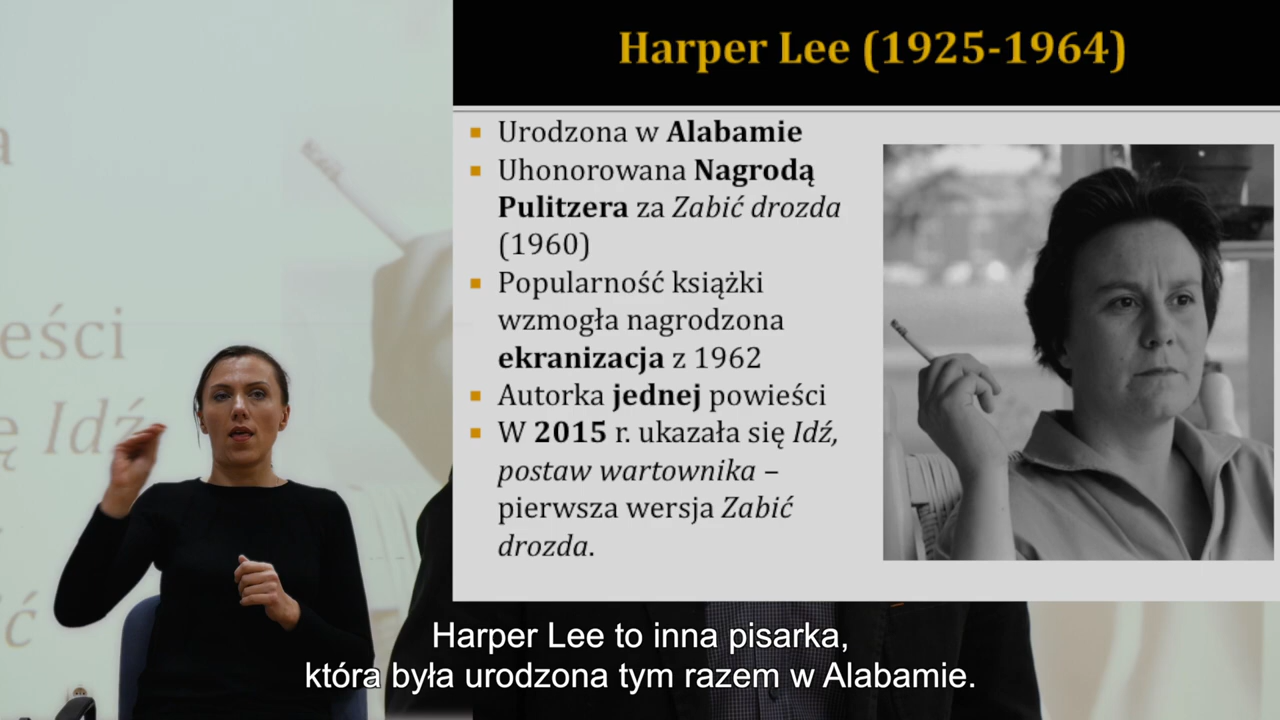 Harper Lee (1925-1964)
Urodzona w Alabamie
Uhonorowana Nagrodą
Pulitzera za Zabić drozda
(1960)
Popularność książki
wzmogła nagrodzona
ekranizacja z 1962
Autorka jednej powieści
W 2015 r. ukazała się Idź,
postaw wartownika –
pierwsza wersja Zabić
drozda.
eści
ę Idź,
Harper Lee to inna pisarka,
która była urodzona tym razem w Alabamie.